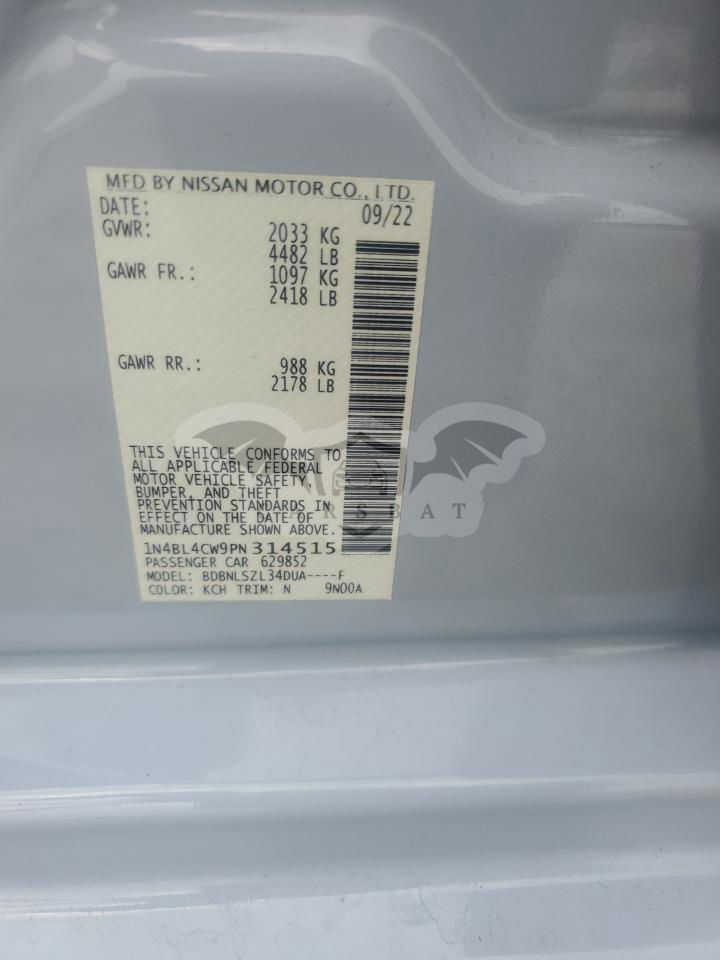 MFD BY NISSAN MOTOR CO., LTD.
DATE: 09/22
GVWR: 2033 KG
4482 LB
GAWR FR.: 1097 KG
2418 LB
GAWR RR.: 988 KG
2178 LB
THIS VEHICLE CONFORMS TO
ALL APPLICABLE FEDERAL
MOTOR VEHICLE SAFETY,
BUMPER, AND THEFT
PREVENTION STANDARDS IN
EFFECT ON THE DATE OF
MANUFACTURE SHOWN ABOVE.
CARSBAT
1N4BL4CW9PN 314515
PASSENGER CAR 629852
MODEL: BDBNLSZL34DUA----F
COLOR: KCH TRIM: N 9N00A